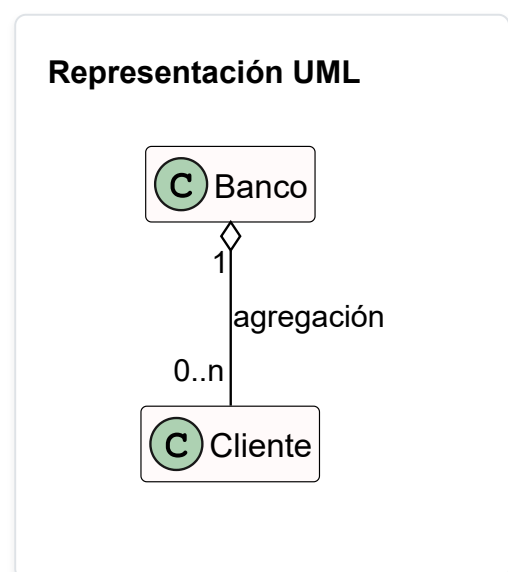 Representación UML
C Banco
1
agregación
0..n
C Cliente